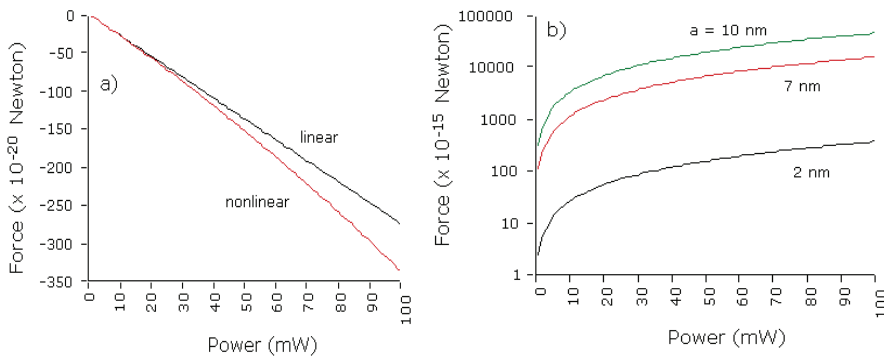 a)
Force (x 10⁻²⁰ Newton)
0
-50
-100
-150
-200
-250
-300
-350
linear
nonlinear
0 10 20 30 40 50 60 70 80 90 100
Power (mW)
b)
Force (x 10⁻¹⁵ Newton)
100000
10000
1000
100
10
1
a = 10 nm
7 nm
2 nm
0 10 20 30 40 50 60 70 80 90 100
Power (mW)